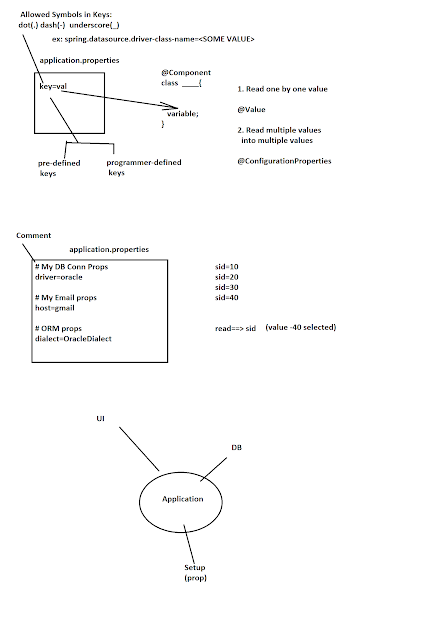 Allowed Symbols in Keys:
dot(.) dash(-) underscore(_)
ex: spring.datasource.driver-class-name=<SOME VALUE>
application.properties
key=val
@Component
class ____{
variable;
}
1. Read one by one value
@Value
2. Read multiple values
into multiple values
@ConfigurationProperties
pre-defined
keys
programmer-defined
keys
Comment
application.properties
# My DB Conn Props
driver=oracle
# My Email props
host=gmail
# ORM props
dialect=OracleDialect
sid=10
sid=20
sid=30
sid=40
read==> sid (value -40 selected)
UI
DB
Application
Setup
(prop)